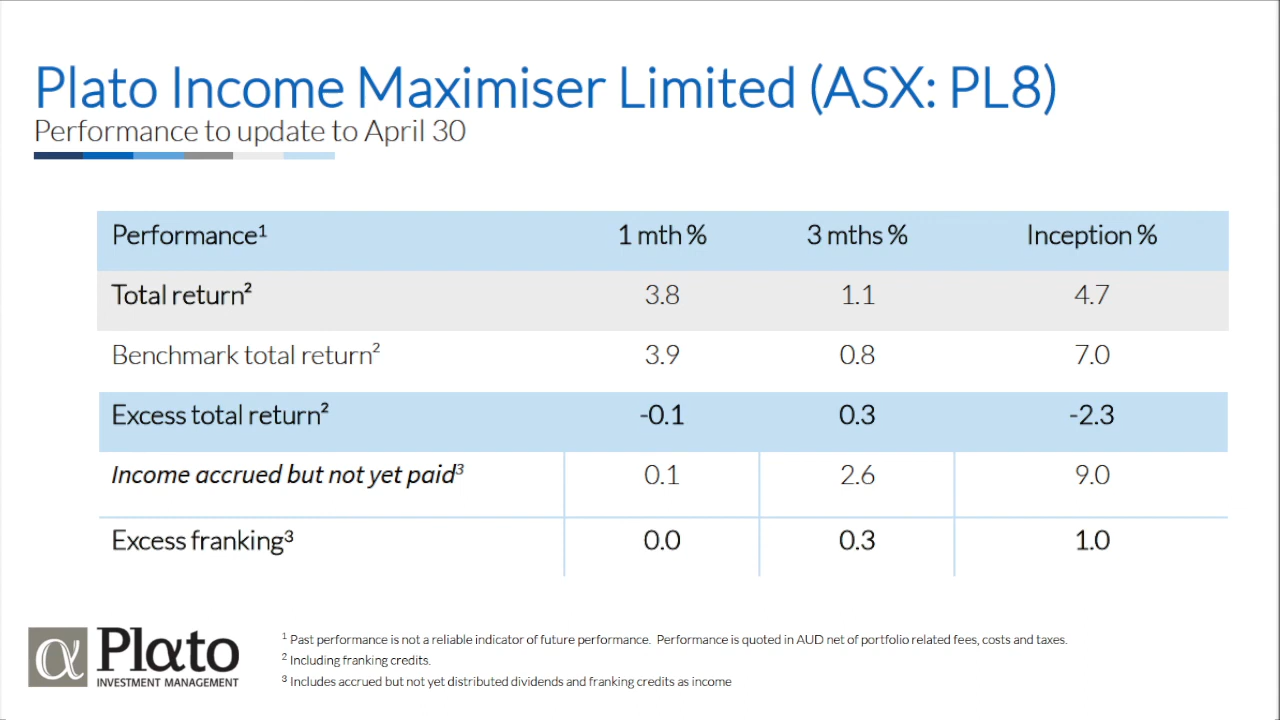 Plato Income Maximiser Limited (ASX: PL8)
Performance to update to April 30
Performance¹ 1 mth % 3 mths % Inception %
Total return² 3.8 1.1 4.7
Benchmark total return² 3.9 0.8 7.0
Excess total return² -0.1 0.3 -2.3
Income accrued but not yet paid³ 0.1 2.6 9.0
Excess franking³ 0.0 0.3 1.0
α Plato
INVESTMENT MANAGEMENT
¹ Past performance is not a reliable indicator of future performance. Performance is quoted in AUD net of portfolio related fees, costs and taxes.
² Including franking credits.
³ Includes accrued but not yet distributed dividends and franking credits as income